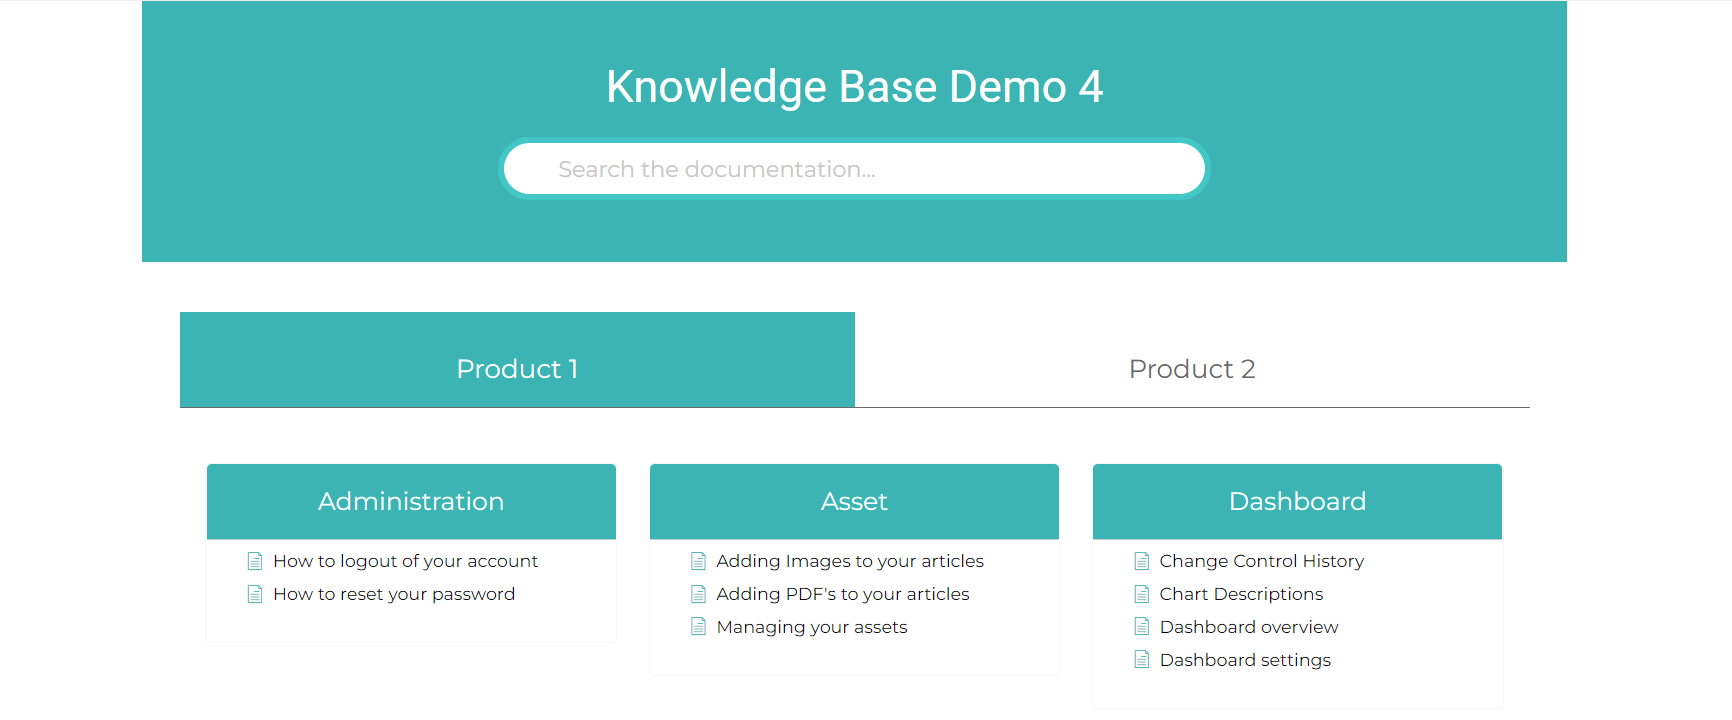 Knowledge Base Demo 4
Search the documentation...
Product 1
Product 2
Administration
How to logout of your account
How to reset your password
Asset
Adding Images to your articles
Adding PDF's to your articles
Managing your assets
Dashboard
Change Control History
Chart Descriptions
Dashboard overview
Dashboard settings